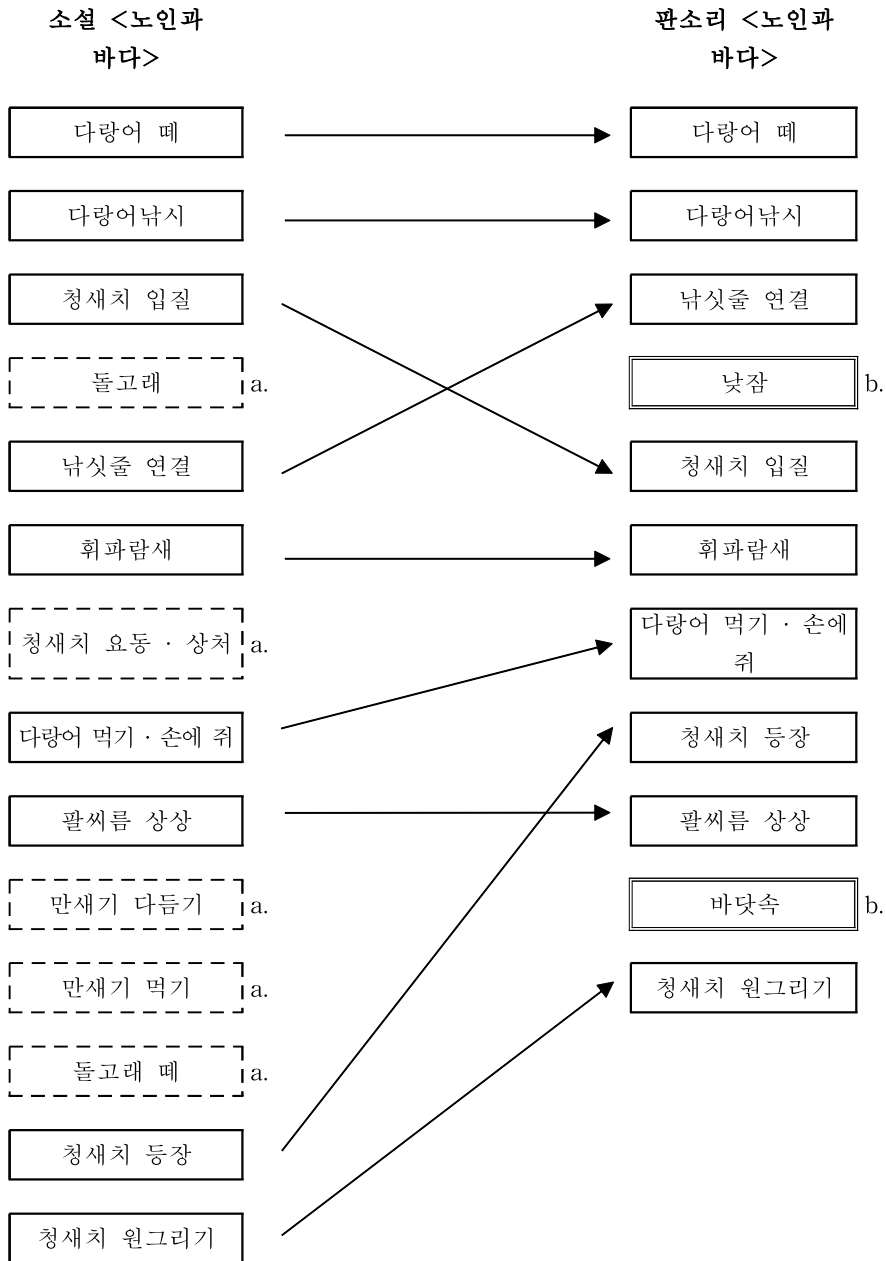 소설 <노인과
바다>
판소리 <노인과
바다>
다랑어 떼
다랑어 떼
다랑어낚시
다랑어낚시
청새치 입질
낚싯줄 연결
돌고래 a.
낮잠 b.
낚싯줄 연결
청새치 입질
휘파람새
휘파람새
청새치 요동 · 상처 a.
다랑어 먹기 · 손에
쥐
다랑어 먹기 · 손에 쥐
청새치 등장
팔씨름 상상
팔씨름 상상
만새기 다듬기 a.
바닷속 b.
만새기 먹기 a.
청새치 원그리기
돌고래 떼 a.
청새치 등장
청새치 원그리기